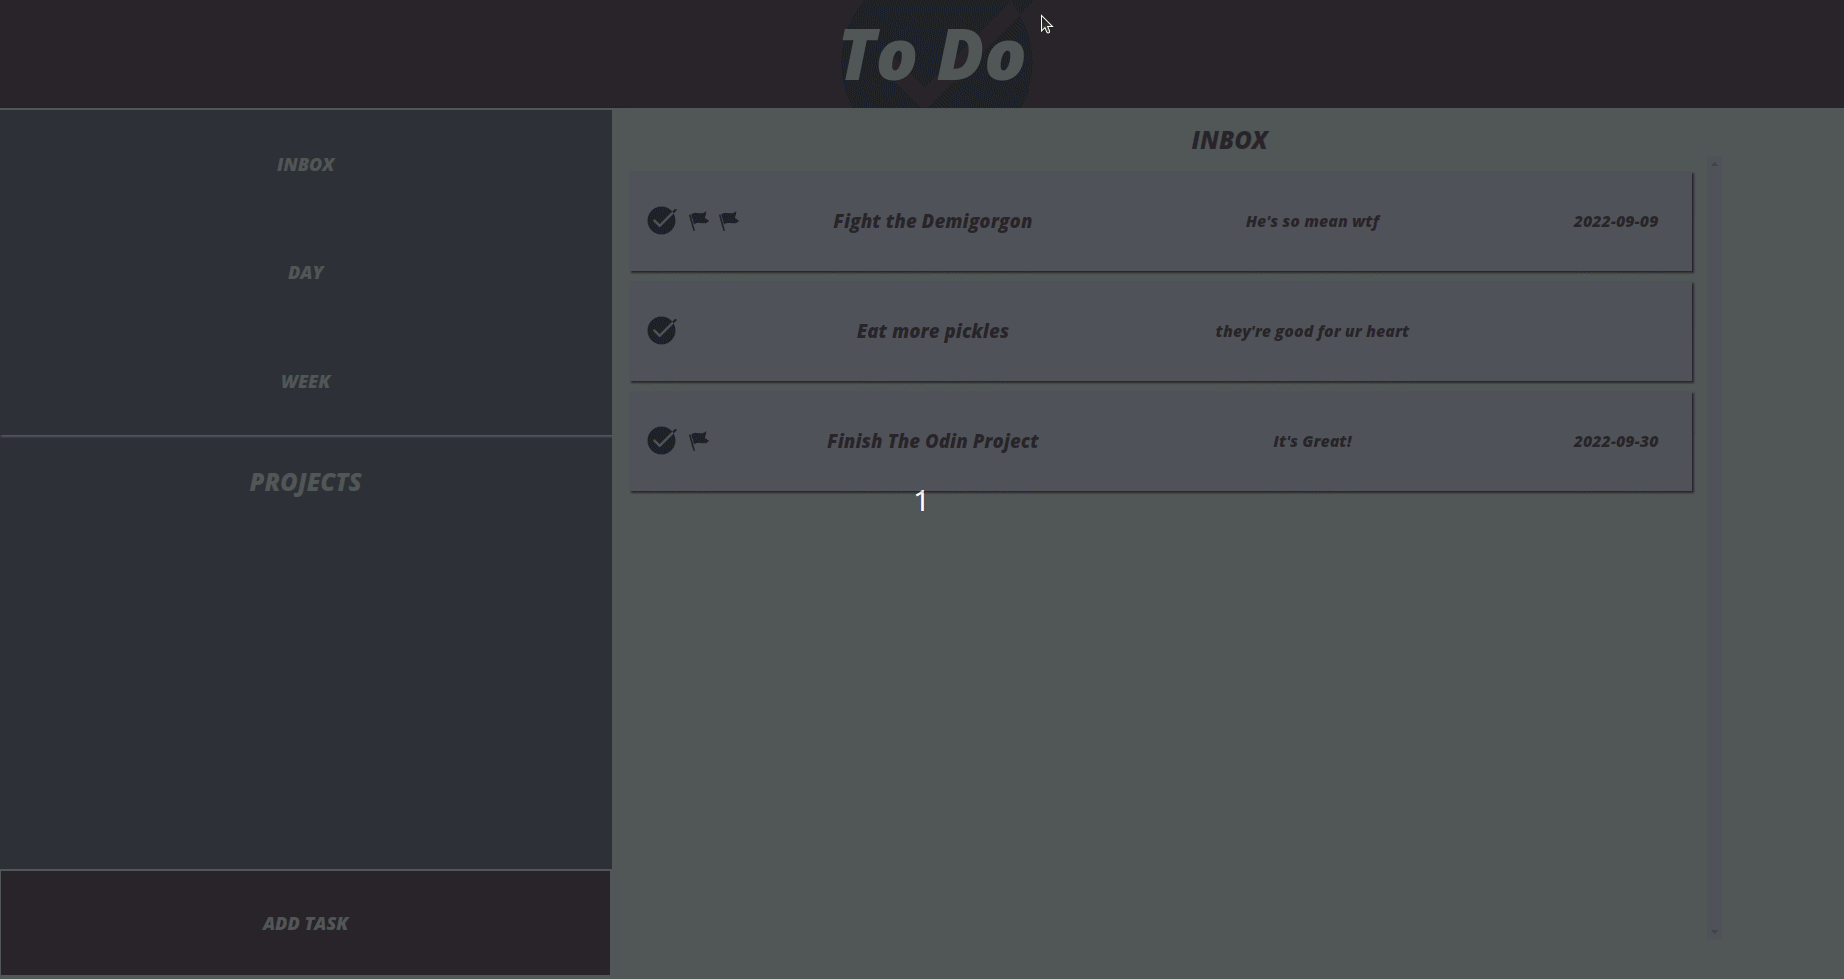 To Do
INBOX
DAY
WEEK
PROJECTS
ADD TASK
INBOX
Fight the Demigorgon He's so mean wtf 2022-09-09
Eat more pickles they're good for ur heart
Finish The Odin Project It's Great! 2022-09-30
1